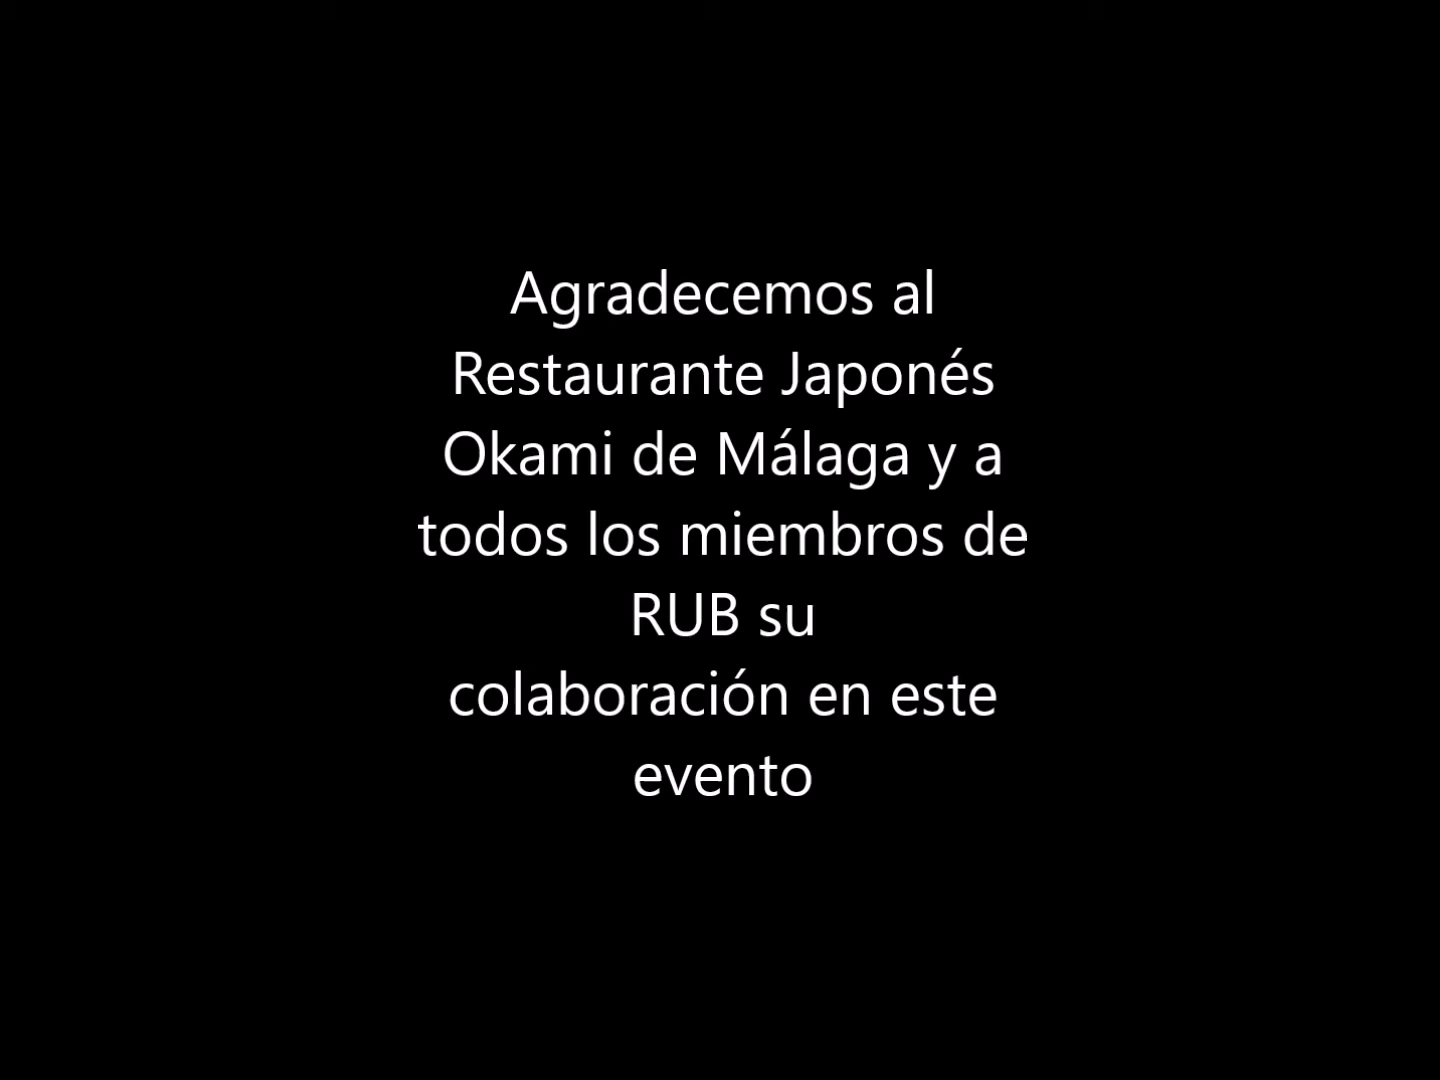 Agradecemos al
Restaurante Japonés
Okami de Málaga y a
todos los miembros de
RUB su
colaboración en este
evento